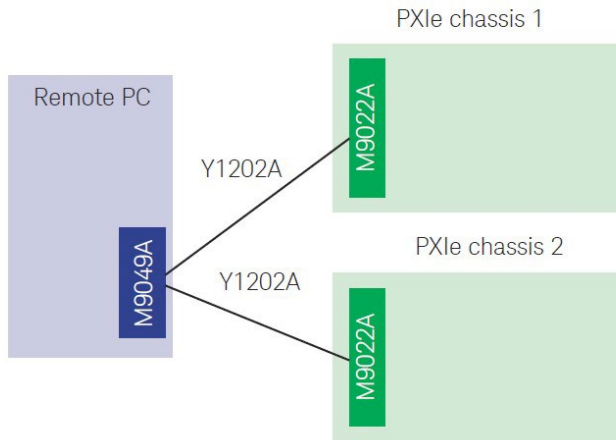 PXIe chassis 1
Remote PC
M9022A
Y1202A
M9049A
PXIe chassis 2
Y1202A
M9022A